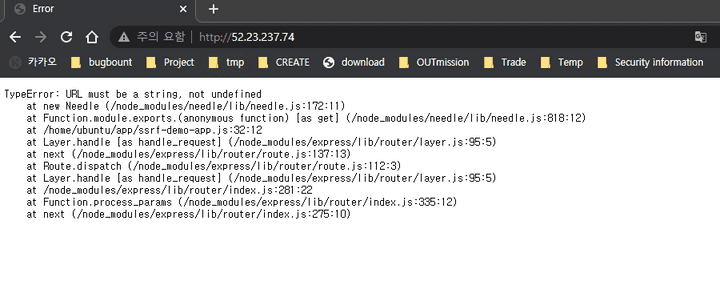 Error
주의 요함 http://52.23.237.74
카카오 bugbount Project tmp CREATE download OUTmission Trade Temp Security information
TypeError: URL must be a string, not undefined
at new Needle (/node_modules/needle/lib/needle.js:172:11)
at Function.module.exports.(anonymous function) [as get] (/node_modules/needle/lib/needle.js:818:12)
at /home/ubuntu/app/ssrf-demo-app.js:32:12
at Layer.handle [as handle_request] (/node_modules/express/lib/router/layer.js:95:5)
at next (/node_modules/express/lib/router/route.js:137:13)
at Route.dispatch (/node_modules/express/lib/router/route.js:112:3)
at Layer.handle [as handle_request] (/node_modules/express/lib/router/layer.js:95:5)
at /node_modules/express/lib/router/index.js:281:22
at Function.process_params (/node_modules/express/lib/router/index.js:335:12)
at next (/node_modules/express/lib/router/index.js:275:10)